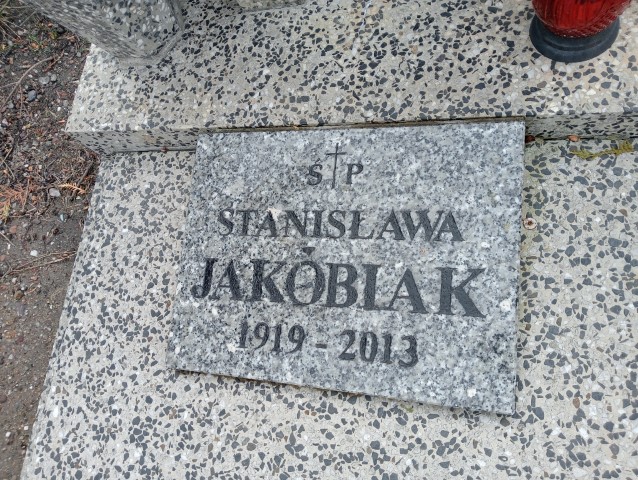 Ś†P
STANISŁAWA
JAKÓBIAK
1919 - 2013